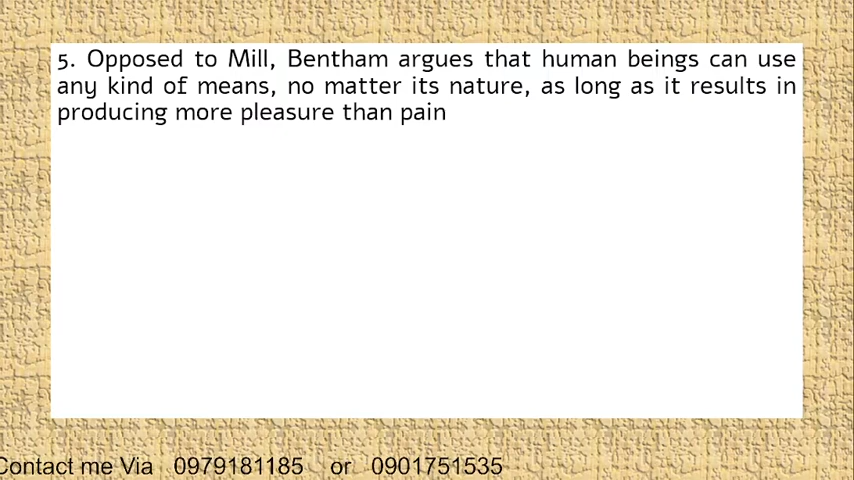 5. Opposed to Mill, Bentham argues that human beings can use
any kind of means, no matter its nature, as long as it results in
producing more pleasure than pain
Contact me Via 0979181185 or 0901751535